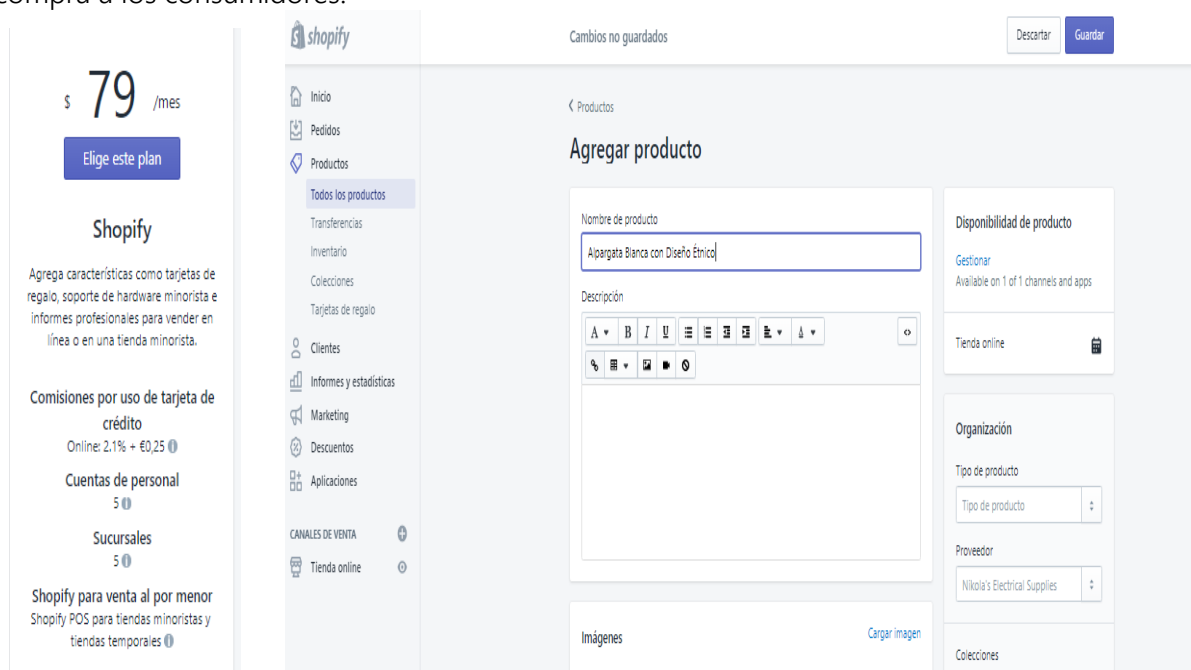 compra a los consumidores.
$ 79 /mes
Elige este plan
Shopify
Agrega características como tarjetas de
regalo, soporte de hardware minorista e
informes profesionales para vender en
línea o en una tienda minorista.
Comisiones por uso de tarjeta de
crédito
Online: 2.1% + €0,25
Cuentas de personal
5
Sucursales
5
Shopify para venta al por menor
Shopify POS para tiendas minoristas y
tiendas temporales
shopify
Inicio
Pedidos
Productos
Todos los productos
Transferencias
Inventario
Colecciones
Tarjetas de regalo
Clientes
Informes y estadísticas
Marketing
Descuentos
Aplicaciones
CANALES DE VENTA
Tienda online
Cambios no guardados
Descartar
Guardar
Productos
Agregar producto
Nombre de producto
Alpargata Blanca con Diseño Étnico
Descripción
A B I U A
Imágenes
Cargar imagen
Disponibilidad de producto
Gestionar
Available on 1 of 1 channels and apps
Tienda online
Organización
Tipo de producto
Tipo de producto
Proveedor
Nikola's Electrical Supplies
Colecciones